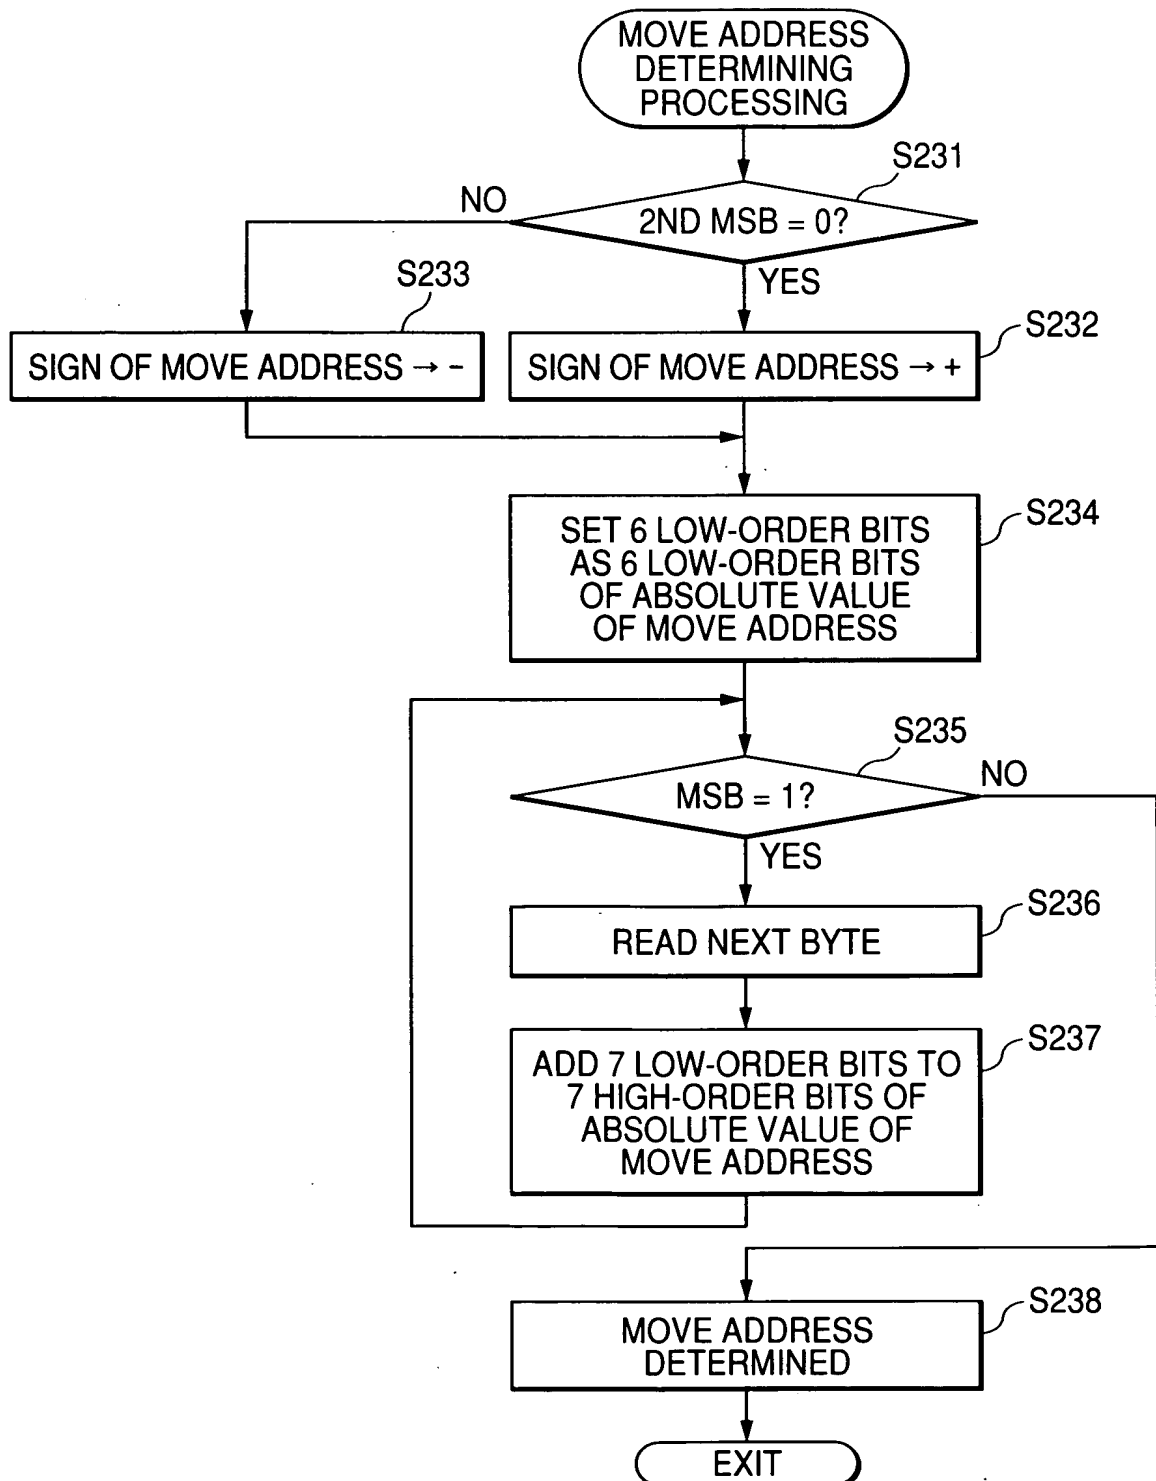 MOVE ADDRESS
DETERMINING
PROCESSING
S231
NO
2ND MSB = 0?
YES
S233
S232
SIGN OF MOVE ADDRESS → -
SIGN OF MOVE ADDRESS → +
S234
SET 6 LOW-ORDER BITS
AS 6 LOW-ORDER BITS
OF ABSOLUTE VALUE
OF MOVE ADDRESS
S235
NO
MSB = 1?
YES
S236
READ NEXT BYTE
S237
ADD 7 LOW-ORDER BITS TO
7 HIGH-ORDER BITS OF
ABSOLUTE VALUE OF
MOVE ADDRESS
S238
MOVE ADDRESS
DETERMINED
EXIT